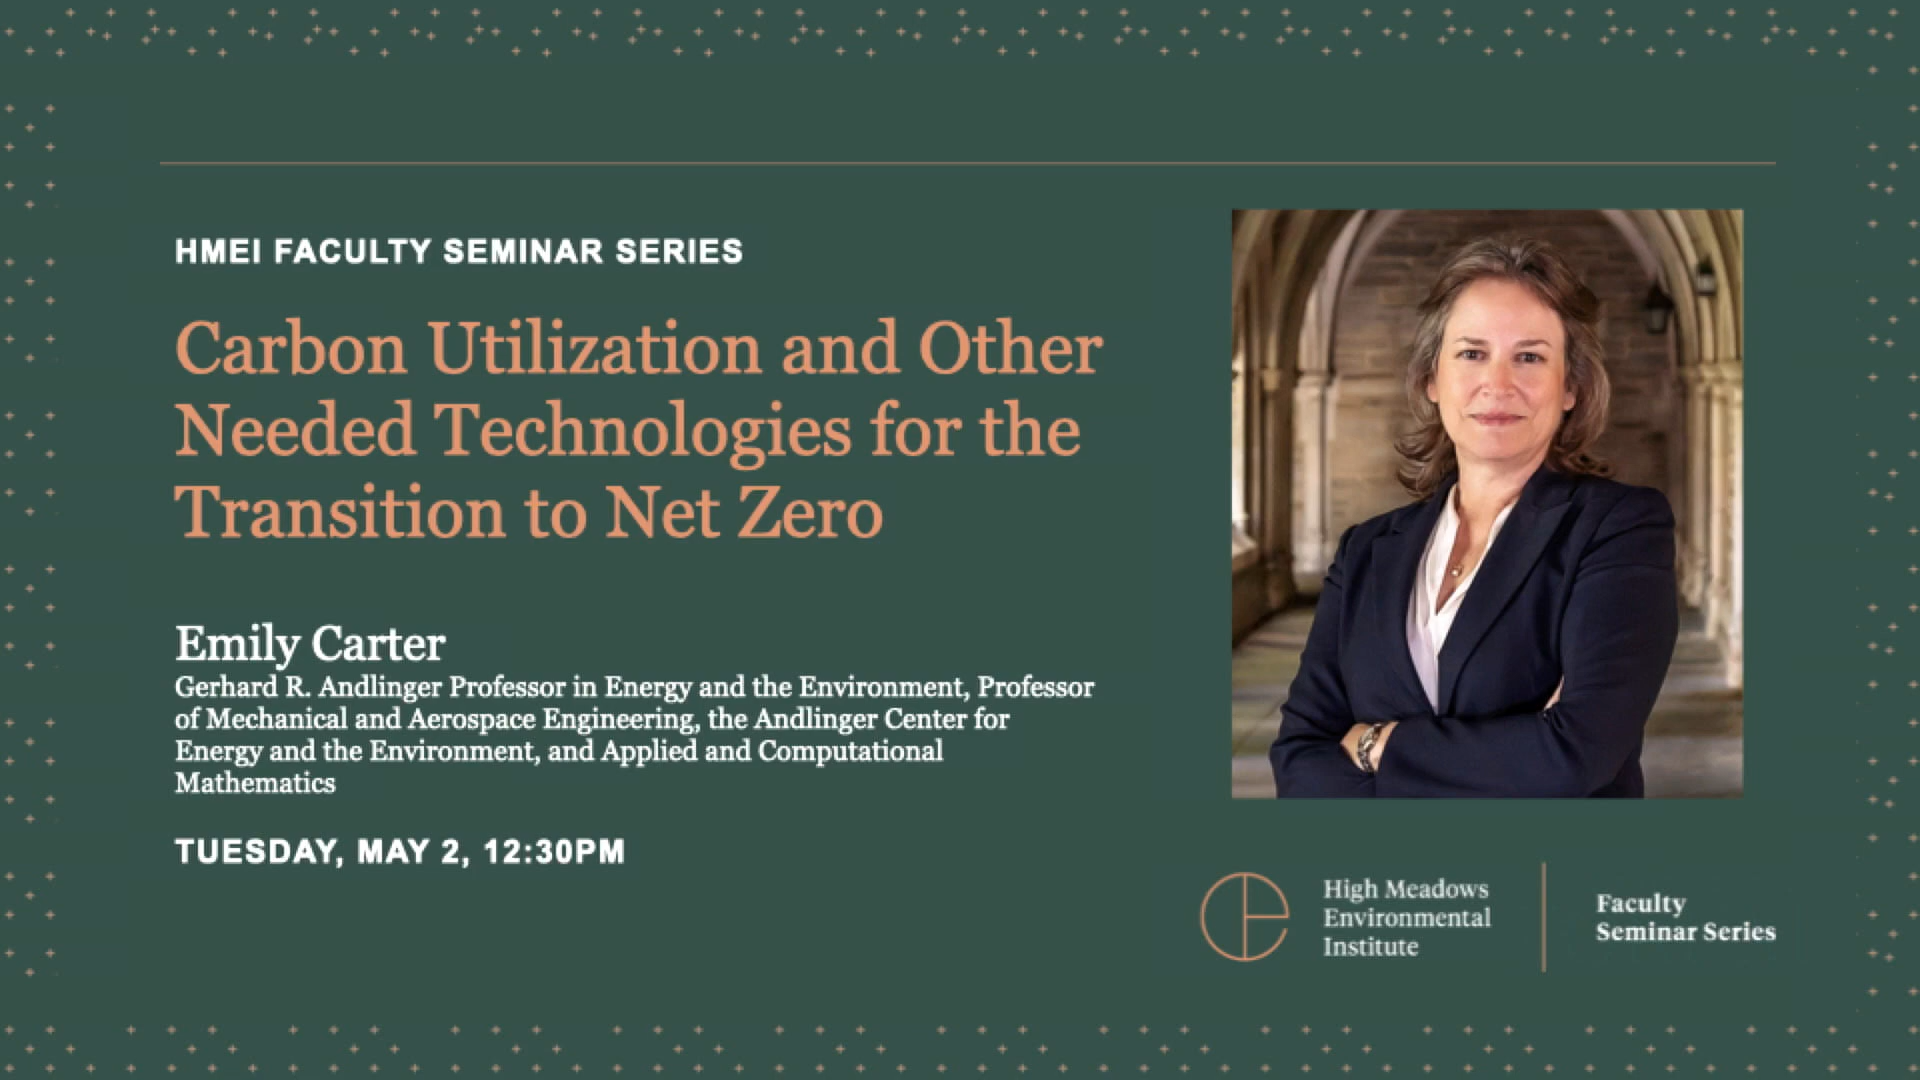 HMEI FACULTY SEMINAR SERIES
Carbon Utilization and Other
Needed Technologies for the
Transition to Net Zero
Emily Carter
Gerhard R. Andlinger Professor in Energy and the Environment, Professor
of Mechanical and Aerospace Engineering, the Andlinger Center for
Energy and the Environment, and Applied and Computational
Mathematics
TUESDAY, MAY 2, 12:30PM
High Meadows
Environmental
Institute
Faculty
Seminar Series